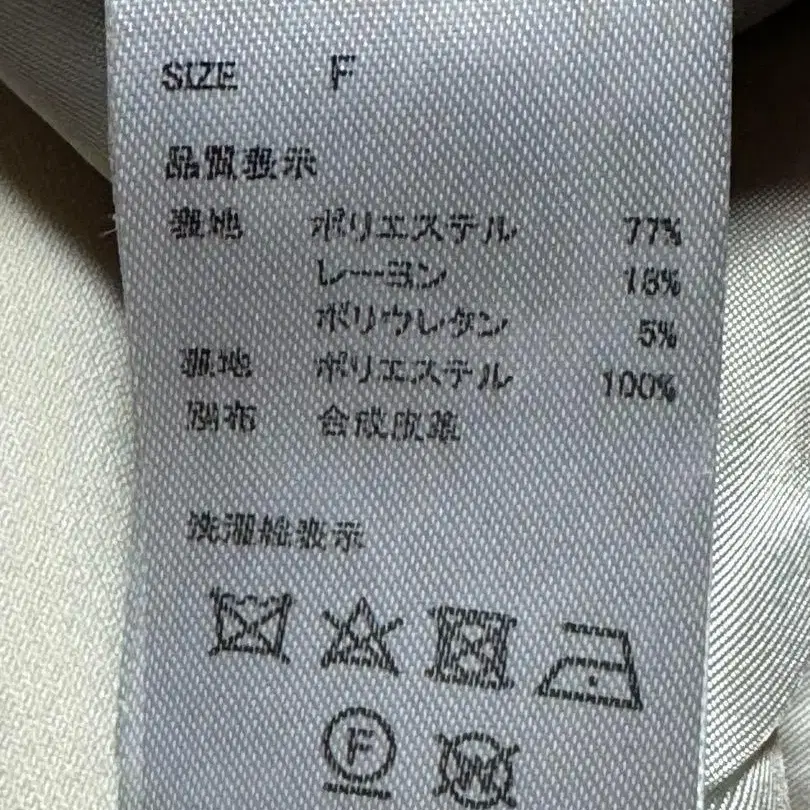 SIZE F
品質表示
表地 ポリエステル 77%
レーヨン 18%
ポリウレタン 5%
裏地 ポリエステル 100%
別布 合成皮革
洗濯絵表示
F
W